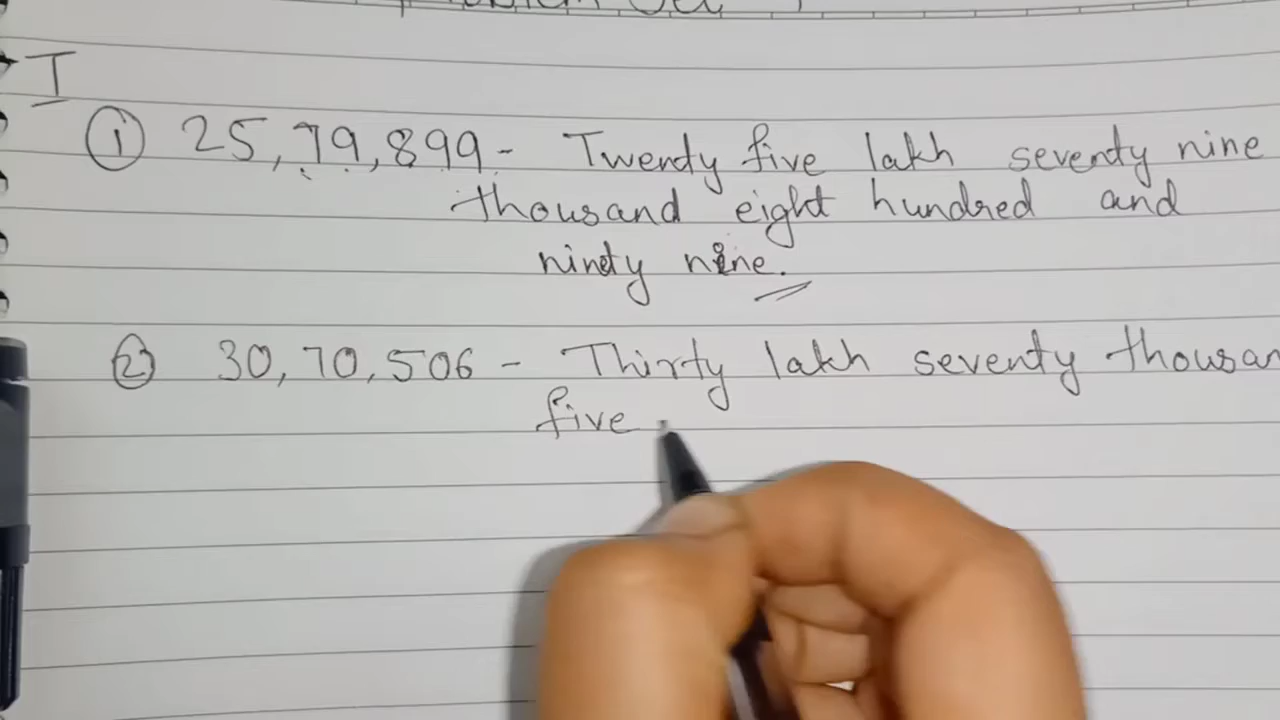 I
① 25,79,899 - Twenty five lakh seventy nine
thousand eight hundred and
ninety nine.
② 30,70,506 - Thirty lakh seventy thousan
five